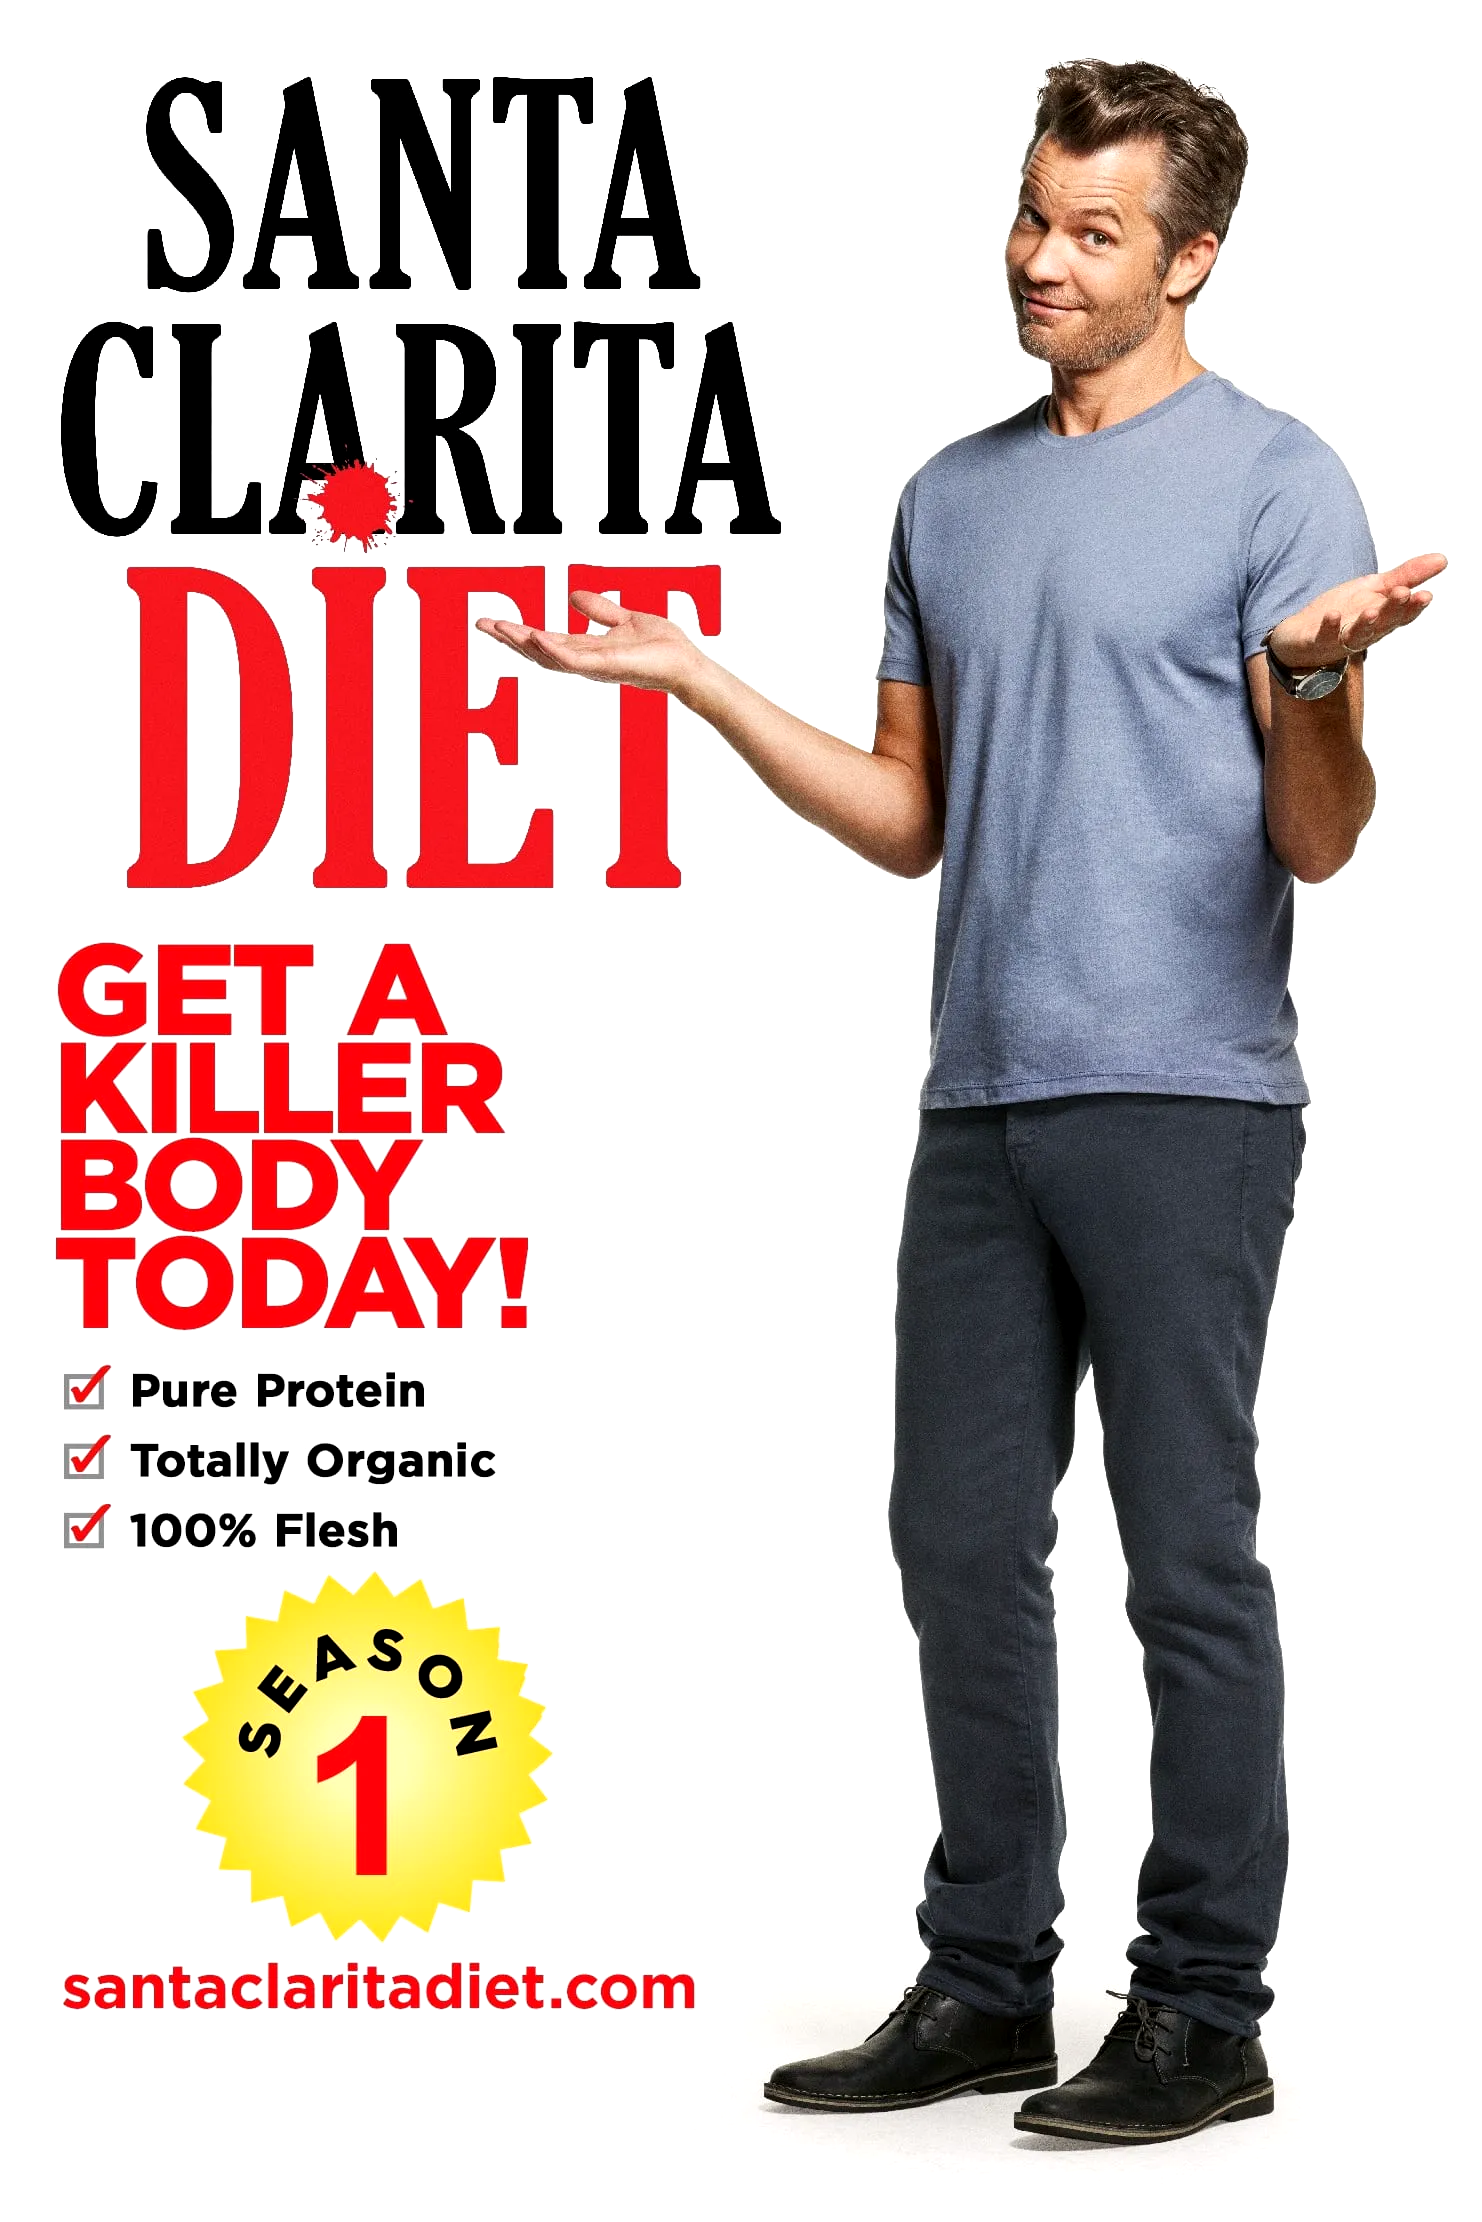 SANTA
CLARITA
DIET
GET A
KILLER
BODY
TODAY!
Pure Protein
Totally Organic
100% Flesh
SEASON
1
santaclaritadiet.com